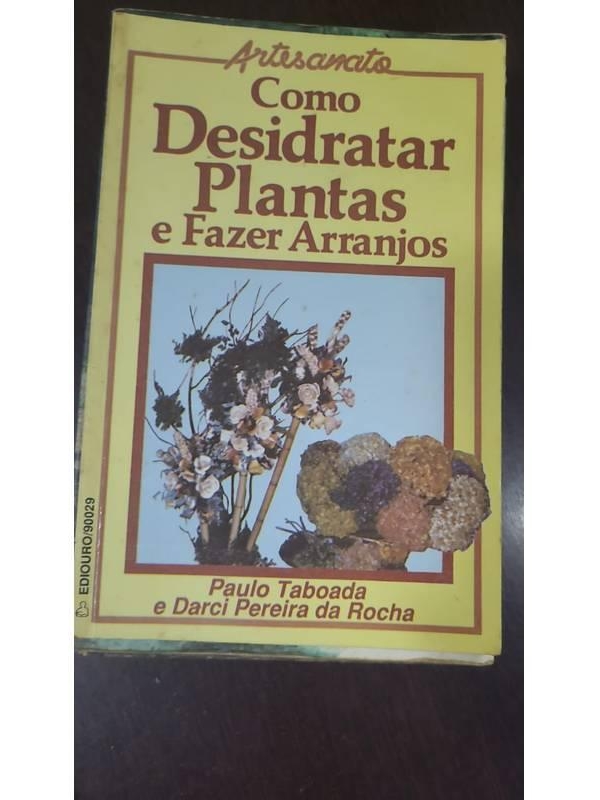 Artesanato
Como
Desidratar
Plantas
e Fazer Arranjos
EDIOURO/90029
Paulo Taboada
e Darci Pereira da Rocha